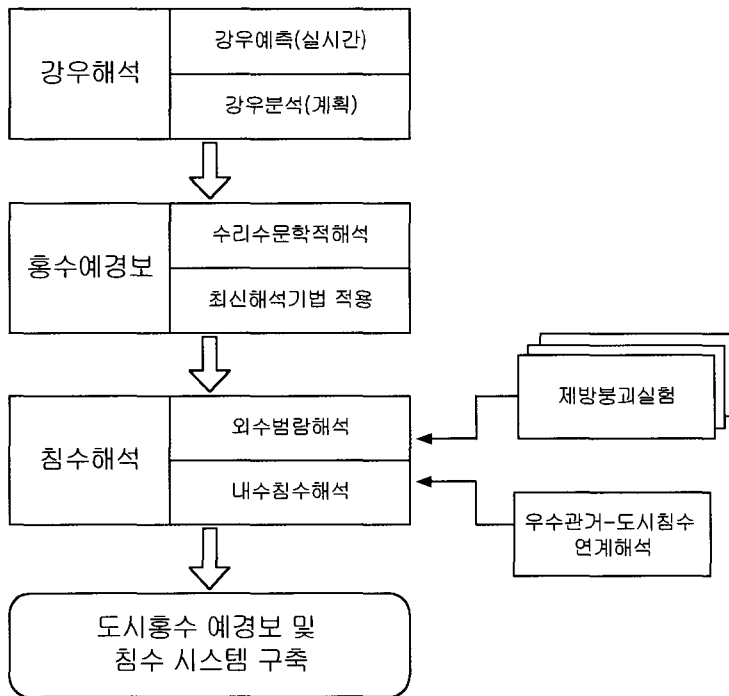 강우해석
강우예측(실시간)
강우분석(계획)
홍수예경보
수리수문학적해석
최신해석기법 적용
침수해석
외수범람해석
내수침수해석
제방붕괴실험
우수관거-도시침수
연계해석
도시홍수 예경보 및
침수 시스템 구축